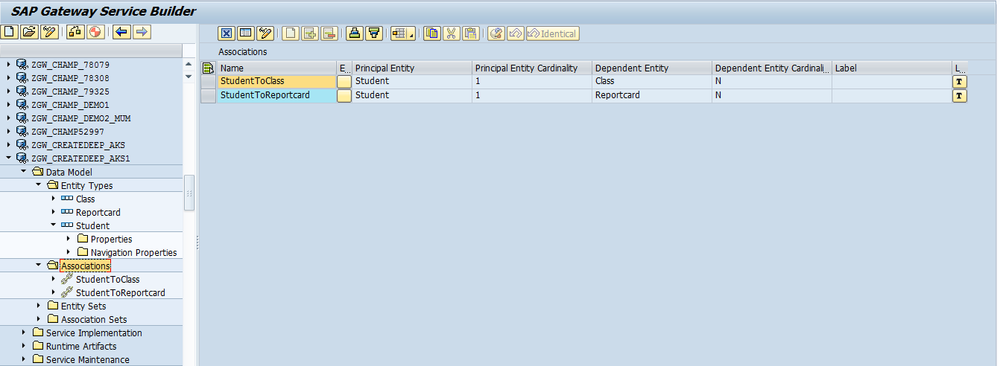 SAP Gateway Service Builder
Identical
Associations
Name E.. Principal Entity Principal Entity Cardinality Dependent Entity Dependent Entity Cardinali.. Label L..
StudentToClass Student 1 Class N T
StudentToReportcard Student 1 Reportcard N T
ZGW_CHAMP_78079
ZGW_CHAMP_78308
ZGW_CHAMP_79325
ZGW_CHAMP_DEMO1
ZGW_CHAMP_DEMO2_MUM
ZGW_CHAMP52997
ZGW_CREATEDEEP_AKS
ZGW_CREATEDEEP_AKS1
Data Model
Entity Types
Class
Reportcard
Student
Properties
Navigation Properties
Associations
StudentToClass
StudentToReportcard
Entity Sets
Association Sets
Service Implementation
Runtime Artifacts
Service Maintenance